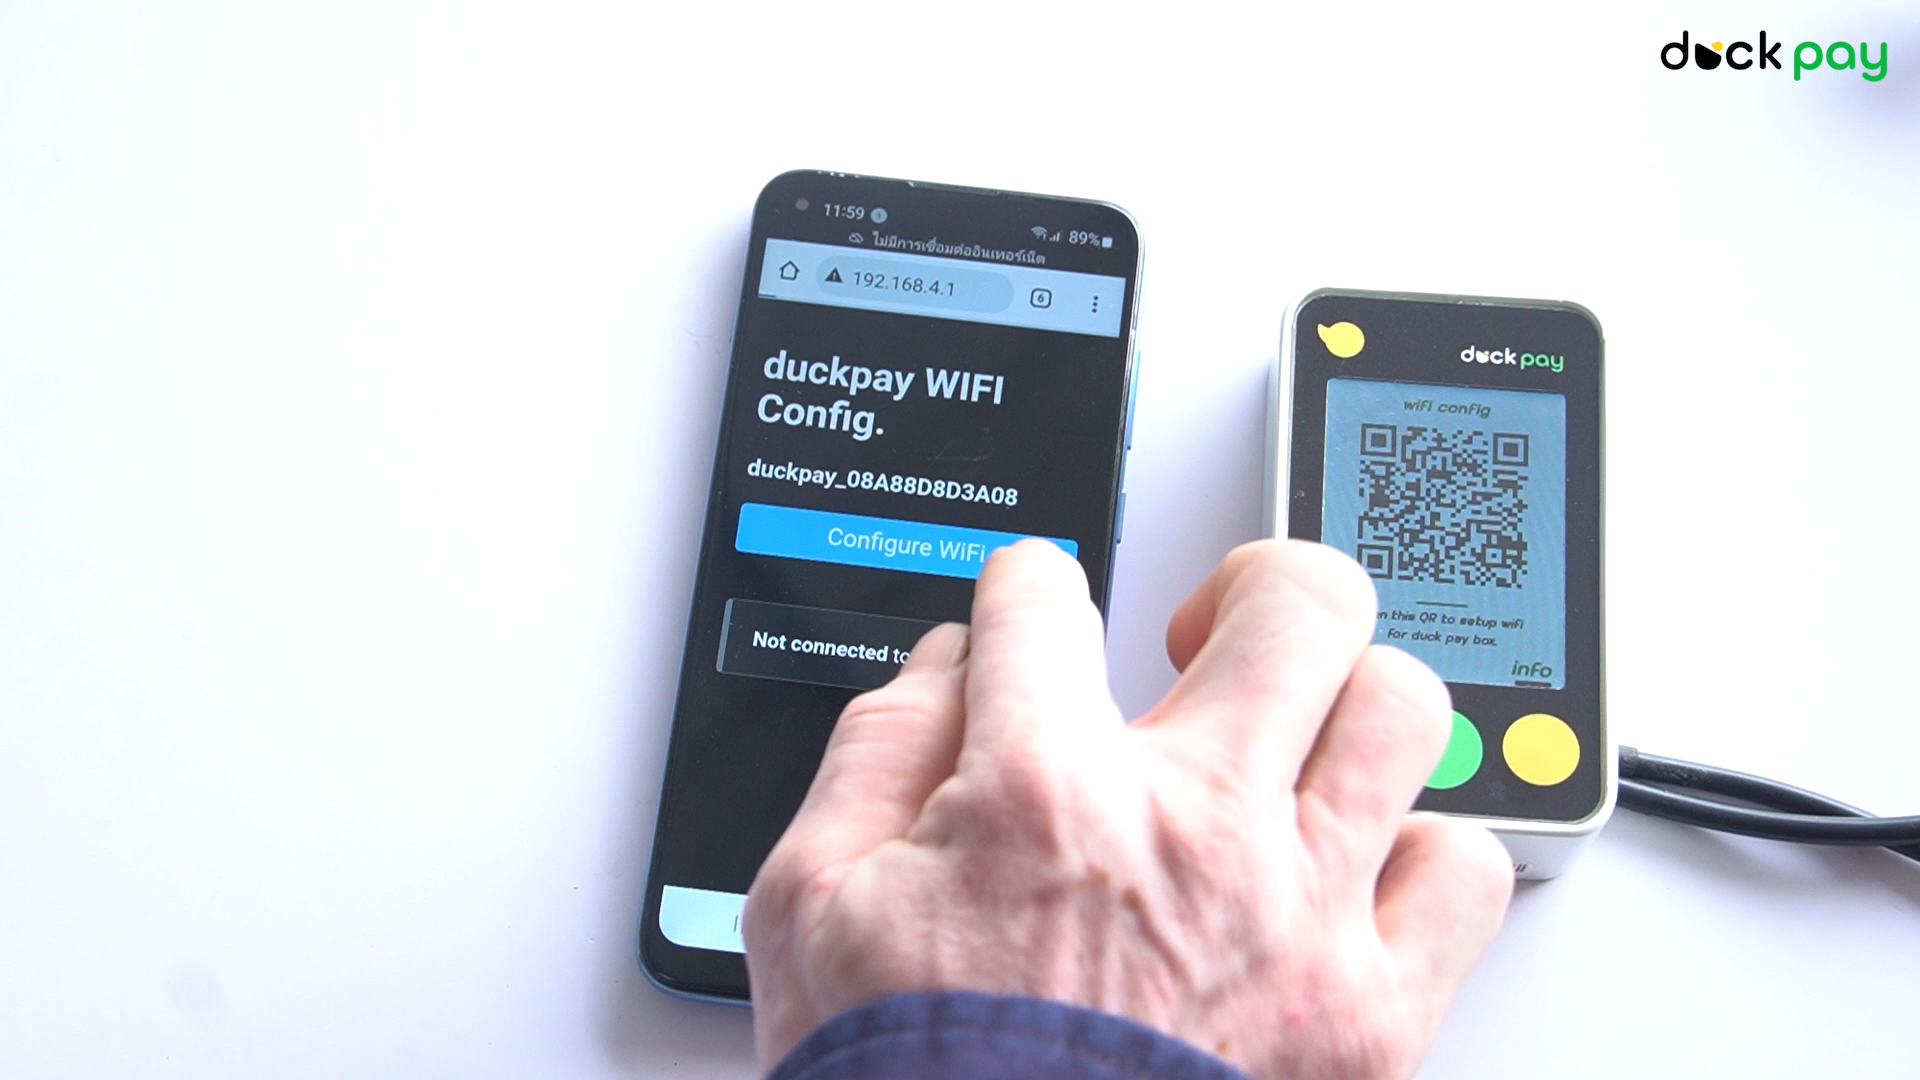 duck pay
11:59
89%
ไม่มีการเชื่อมต่ออินเทอร์เน็ต
192.168.4.1
6
duckpay WIFI
Config.
duckpay_08A88D8D3A08
Configure WiFi
Not connected to
duck pay
wifi config
this QR to setup wifi
for duck pay box.
info